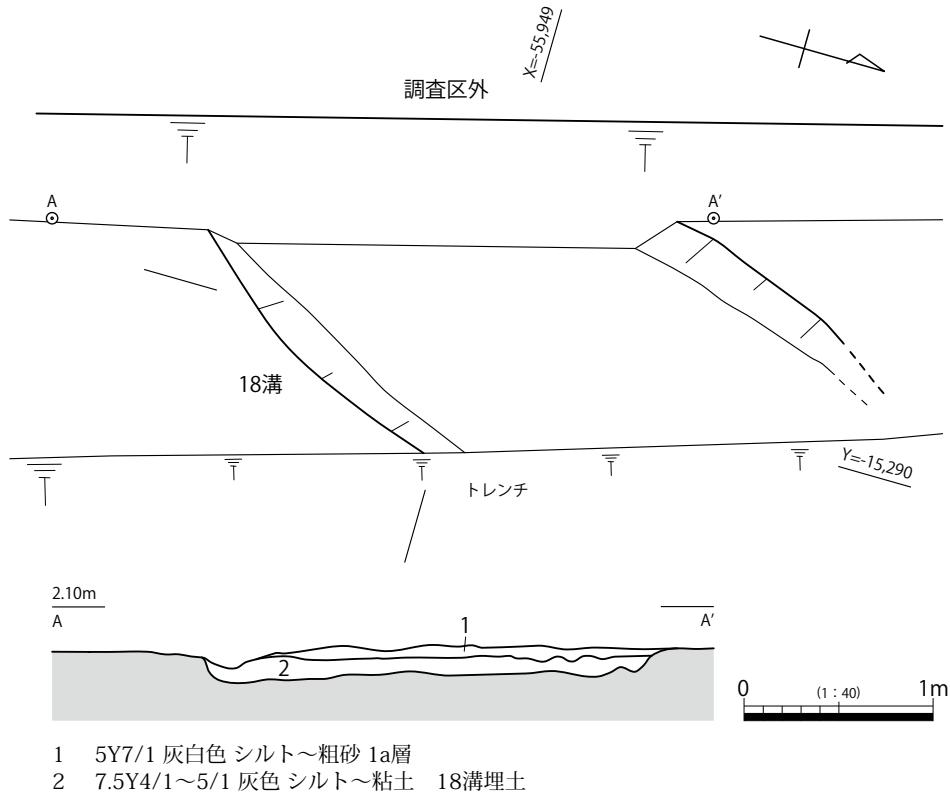 X=-55,949
調査区外
A
A’
18溝
Y=-15,290
トレンチ
2.10m
A
A’
1
2
0
(1：40)
1m
1 5Y7/1 灰白色 シルト～粗砂 1a層
2 7.5Y4/1～5/1 灰色 シルト～粘土 18溝埋土